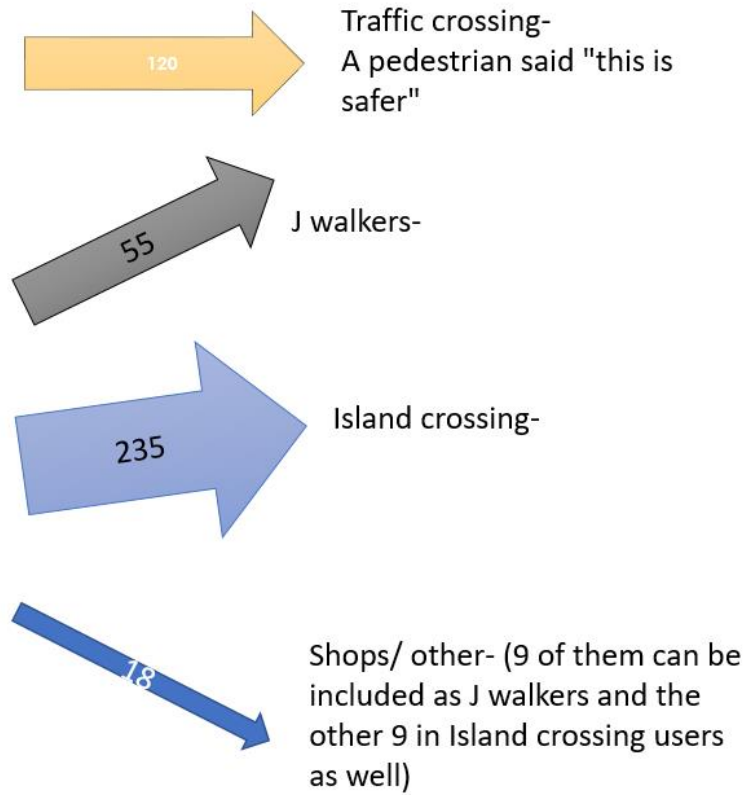 120
Traffic crossing-
A pedestrian said "this is
safer"
55
J walkers-
235
Island crossing-
18
Shops/ other- (9 of them can be
included as J walkers and the
other 9 in Island crossing users
as well)